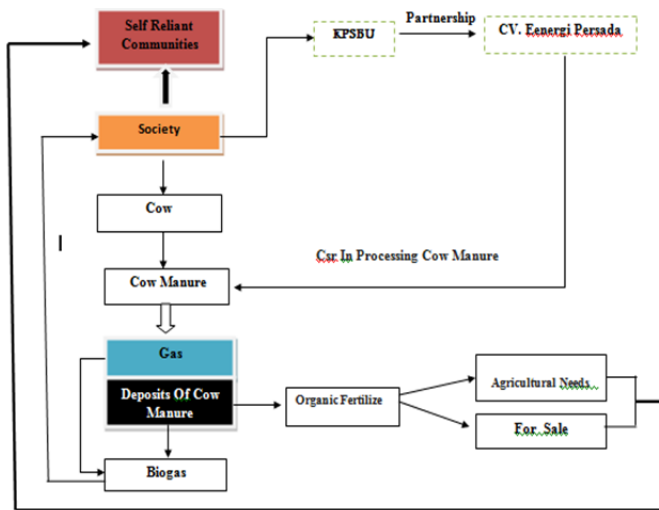 Self Reliant
Communities
KPSBU
Partnership
CV. Eenergi Persada
Society
Cow
Csr In Processing Cow Manure
Cow Manure
Gas
Deposits Of Cow
Manure
Organic Fertilize
Agricultural Needs
For Sale
Biogas